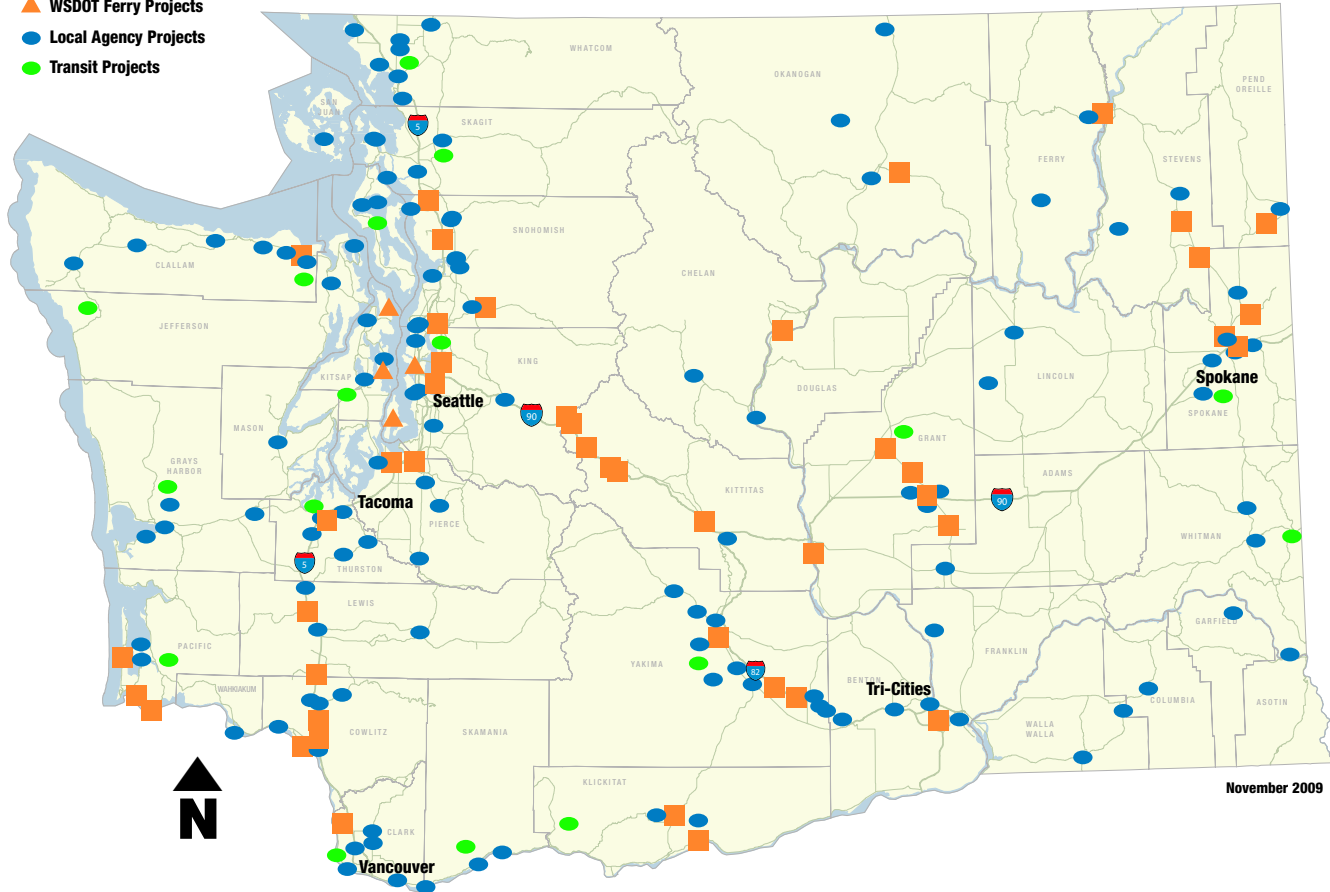 WSDOT Ferry Projects
Local Agency Projects
Transit Projects
WHATCOM
OKANOGAN
PEND
OREILLE
SAN
JUAN
5
SKAGIT
FERRY
STEVENS
SNOHOMISH
CLALLAM
CHELAN
JEFFERSON
KING
KITSAP
DOUGLAS
LINCOLN
Spokane
SPOKANE
Seattle
90
MASON
GRANT
GRAYS
HARBOR
ADAMS
KITTITAS
90
Tacoma
PIERCE
WHITMAN
5
THURSTON
LEWIS
GARFIELD
PACIFIC
FRANKLIN
YAKIMA
82
BENTON
Tri-Cities
WAHKIAKUM
COLUMBIA
ASOTIN
COWLITZ
SKAMANIA
WALLA
WALLA
KLICKITAT
November 2009
N
CLARK
Vancouver